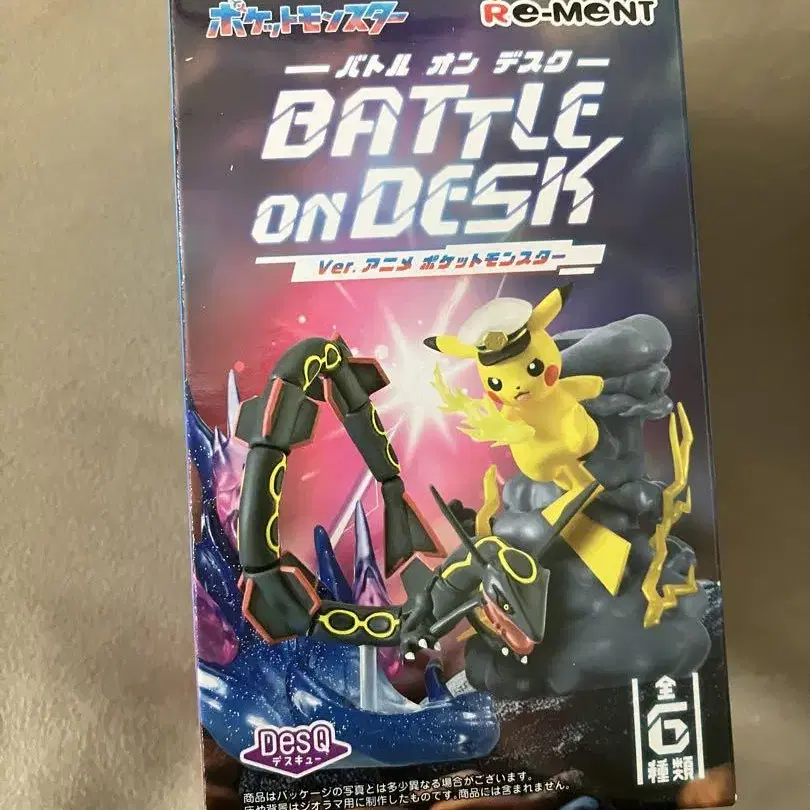 ポケットモンスター
Re-MeNT
バトル オン デスク
BATTLE
ON DESK
Ver. アニメ ポケットモンスター
全
6
種類
DesQ
デスキュー
商品はパッケージの写真とは多少異なる場合がございます。
床や背景はジオラマ用に制作したものです。商品には含まれません。